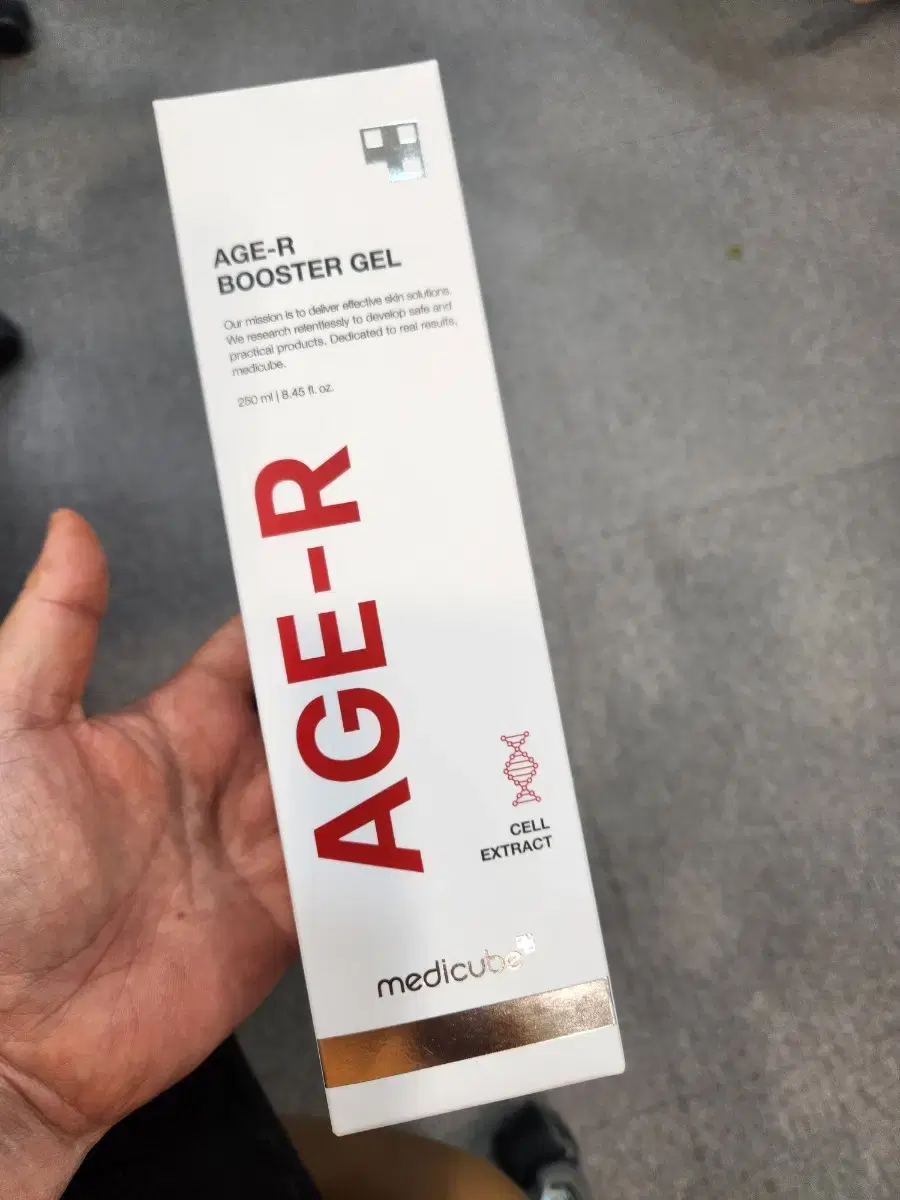 AGE-R
BOOSTER GEL
Our mission is to deliver effective skin solutions.
We research relentlessly to develop safe and
practical products. Dedicated to real results,
medicube.
250 ml | 8.45 fl. oz.
AGE-R
CELL
EXTRACT
medicube